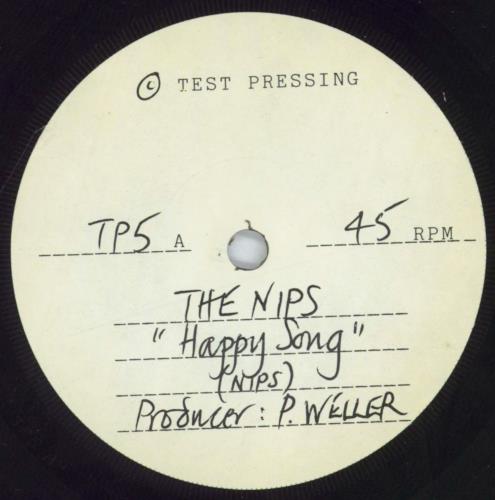 © TEST PRESSING
TP5 A 45 RPM
THE NIPS
"Happy Song"
(NIPS)
Producer: P. WELLER